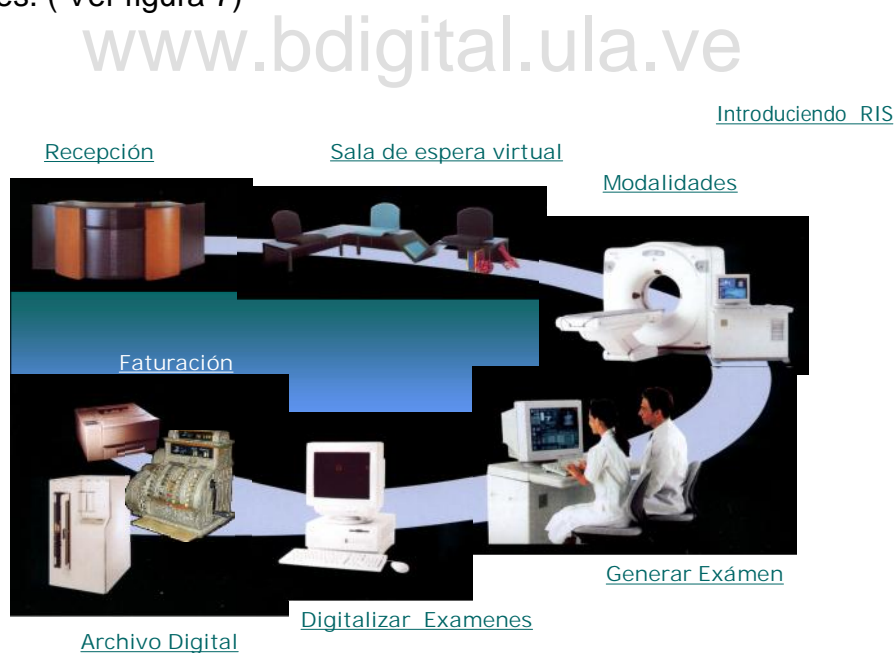 es. ( Ver figura 7)
www.bdigital.ula.ve
Introduciendo RIS
Recepción
Sala de espera virtual
Modalidades
Faturación
Generar Exámen
Digitalizar Examenes
Archivo Digital